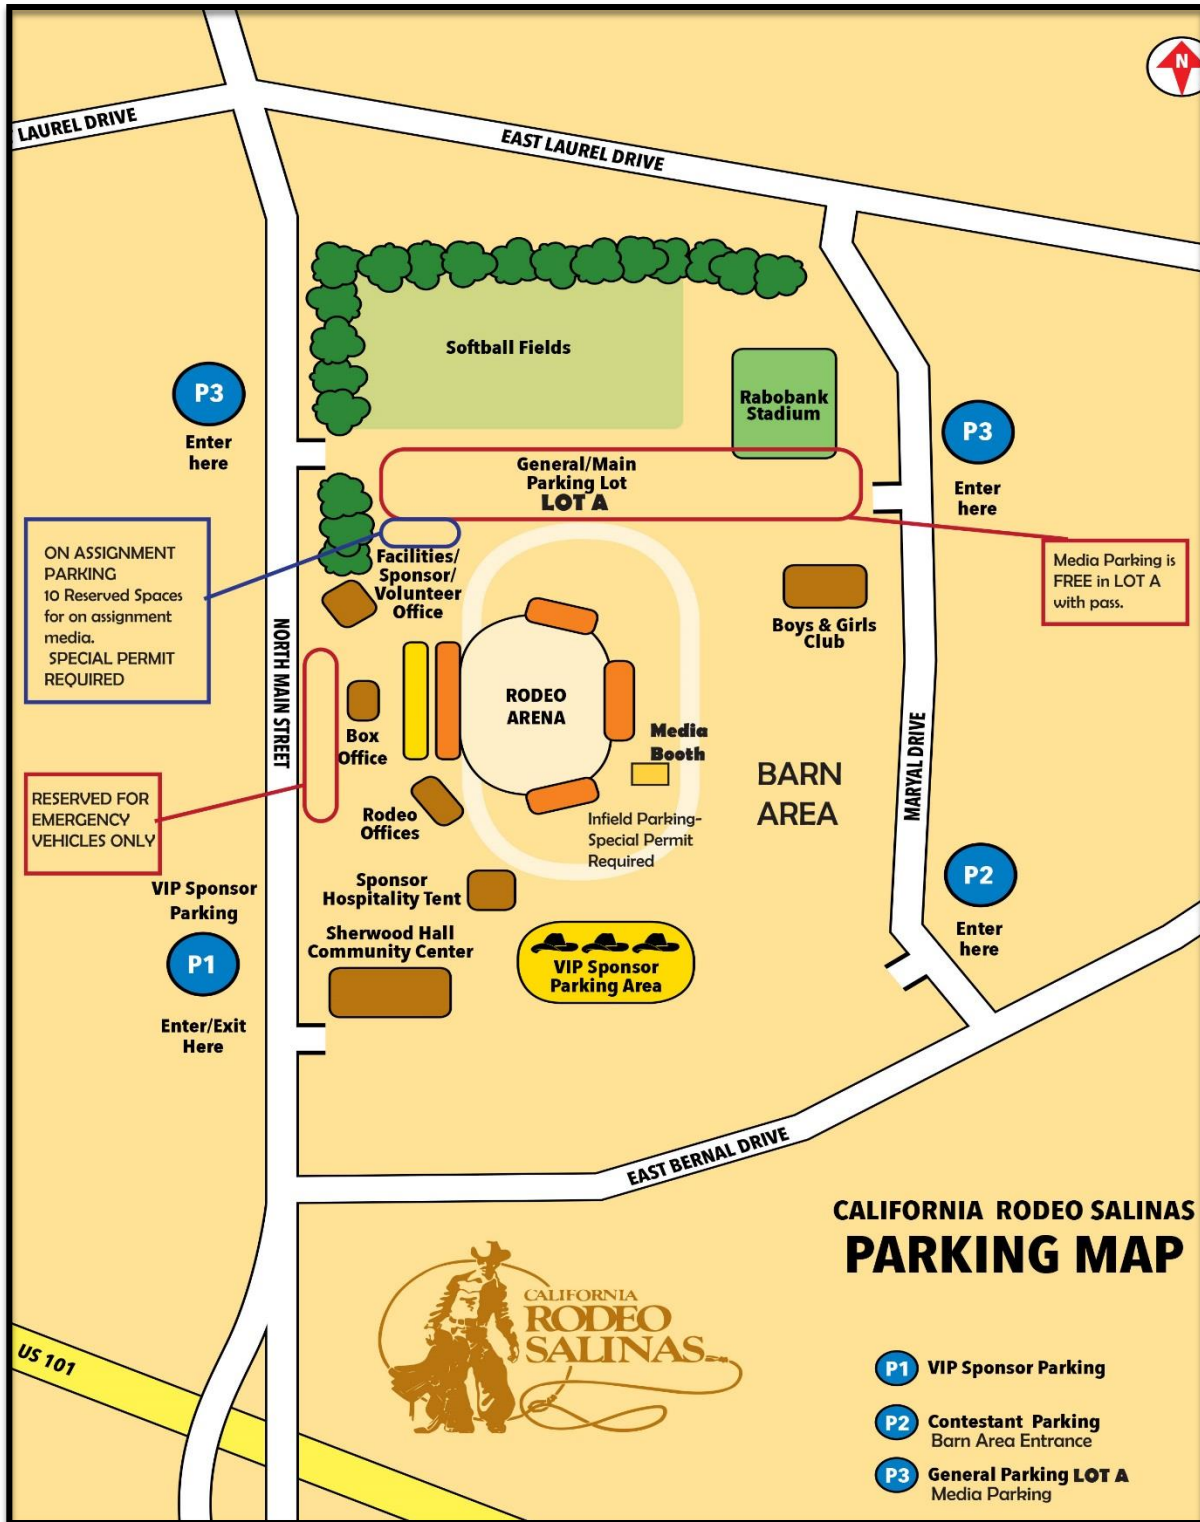 N
LAUREL DRIVE
EAST LAUREL DRIVE
Softball Fields
Rabobank
Stadium
P3
Enter
here
P3
Enter
here
General/Main
Parking Lot
LOT A
ON ASSIGNMENT
PARKING
10 Reserved Spaces
for on assignment
media.
SPECIAL PERMIT
REQUIRED
Facilities/
Sponsor/
Volunteer
Office
Media Parking is
FREE in LOT A
with pass.
Boys & Girls
Club
NORTH MAIN STREET
RODEO
ARENA
Box
Office
Media
Booth
BARN
AREA
MARYAL DRIVE
RESERVED FOR
EMERGENCY
VEHICLES ONLY
Rodeo
Offices
Infield Parking-
Special Permit
Required
VIP Sponsor
Parking
P1
Enter/Exit
Here
Sponsor
Hospitality Tent
P2
Enter
here
Sherwood Hall
Community Center
VIP Sponsor
Parking Area
EAST BERNAL DRIVE
CALIFORNIA RODEO SALINAS
PARKING MAP
CALIFORNIA
RODEO
SALINAS
US 101
P1 VIP Sponsor Parking
P2 Contestant Parking
Barn Area Entrance
P3 General Parking LOT A
Media Parking